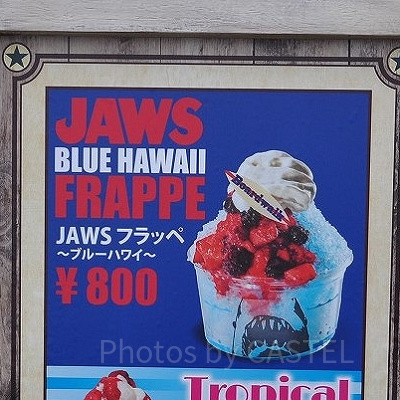 JAWS
BLUE HAWAII
FRAPPE
JAWS フラッペ
～ブルーハワイ～
¥ 800
Boardwalk
Photos by CASTEL
Tropical